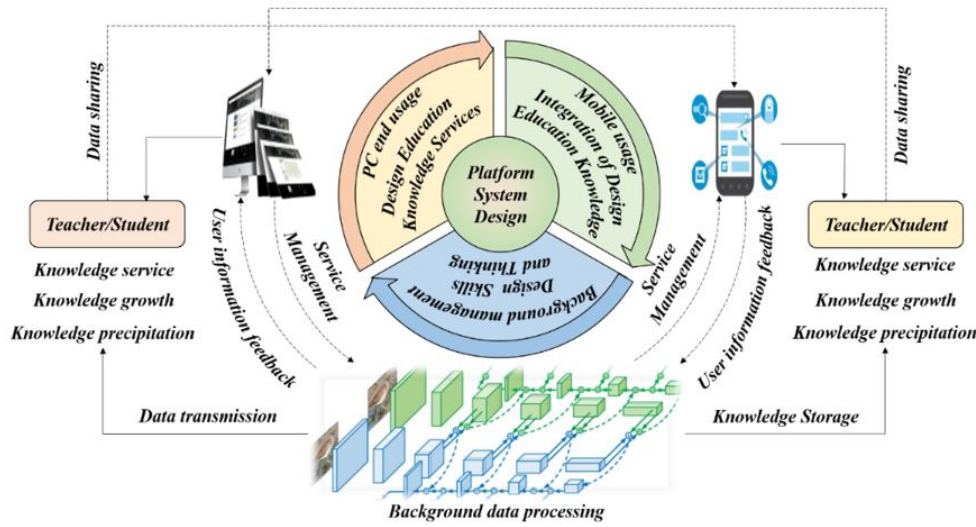 Data sharing
PC end usage
Design Education
Knowledge Services
Mobile usage
Integration of Design
Education Knowledge
Data sharing
Platform
System
Design
Teacher/Student
Knowledge service
Knowledge growth
Knowledge precipitation
User information feedback
Service
Management
Background management
Design Skills
and Thinking
Service
Management
User information feedback
Teacher/Student
Knowledge service
Knowledge growth
Knowledge precipitation
Data transmission
Knowledge Storage
Background data processing